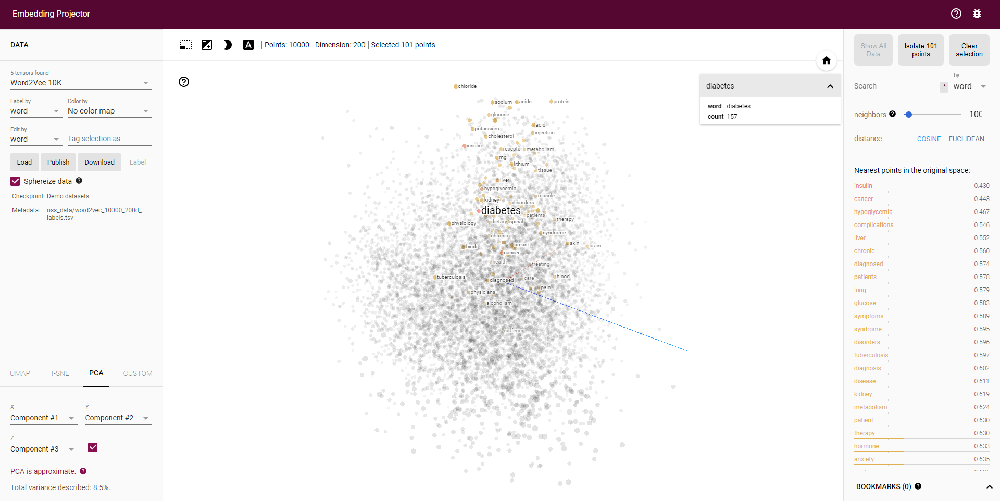 Embedding Projector
DATA
5 tensors found
Word2Vec 10K
Label by
Color by
word
No color map
Edit by
word
Tag selection as
Load
Publish
Download
Label
Sphereize data
Checkpoint: Demo datasets
Metadata: oss_data/word2vec_10000_200d_
labels.tsv
UMAP
T-SNE
PCA
CUSTOM
X
Y
Component #1
Component #2
Z
Component #3
PCA is approximate.
Total variance described: 8.5%.
A
Points: 10000 | Dimension: 200 | Selected 101 points
chloride
sodium
acids
protein
glucose
potassium
acid
injection
cholesterol
insulin
receptor
metabolism
mg
lithium
tissue
liver
hypoglycemia
muscle
kidney
disorders
diabetes
patients
therapy
physiology
dietary
spinal
syndrome
chronic
hindi
breast
skin
brain
cancer
health
treating
tuberculosis
diagnosed
care
blood
pain
physicians
alcoholism
suffering
diabetes
word diabetes
count 157
Show All
Data
Isolate 101
points
Clear
selection
Search
.*
by
word
neighbors
100
distance
COSINE
EUCLIDEAN
Nearest points in the original space:
insulin 0.430
cancer 0.443
hypoglycemia 0.467
complications 0.546
liver 0.552
chronic 0.560
diagnosed 0.574
patients 0.578
lung 0.579
glucose 0.583
symptoms 0.589
syndrome 0.595
disorders 0.596
tuberculosis 0.597
diagnosis 0.602
disease 0.611
kidney 0.619
metabolism 0.624
patient 0.630
therapy 0.630
hormone 0.633
anxiety 0.635
BOOKMARKS (0)